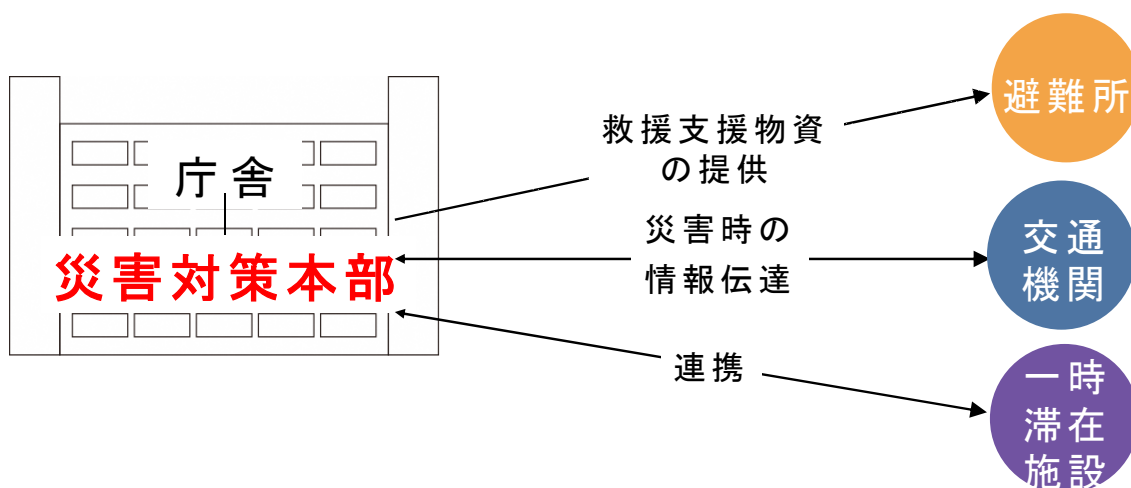 庁舎
災害対策本部
救援支援物資
の提供
災害時の
情報伝達
連携
避難所
交通
機関
一時
滞在
施設